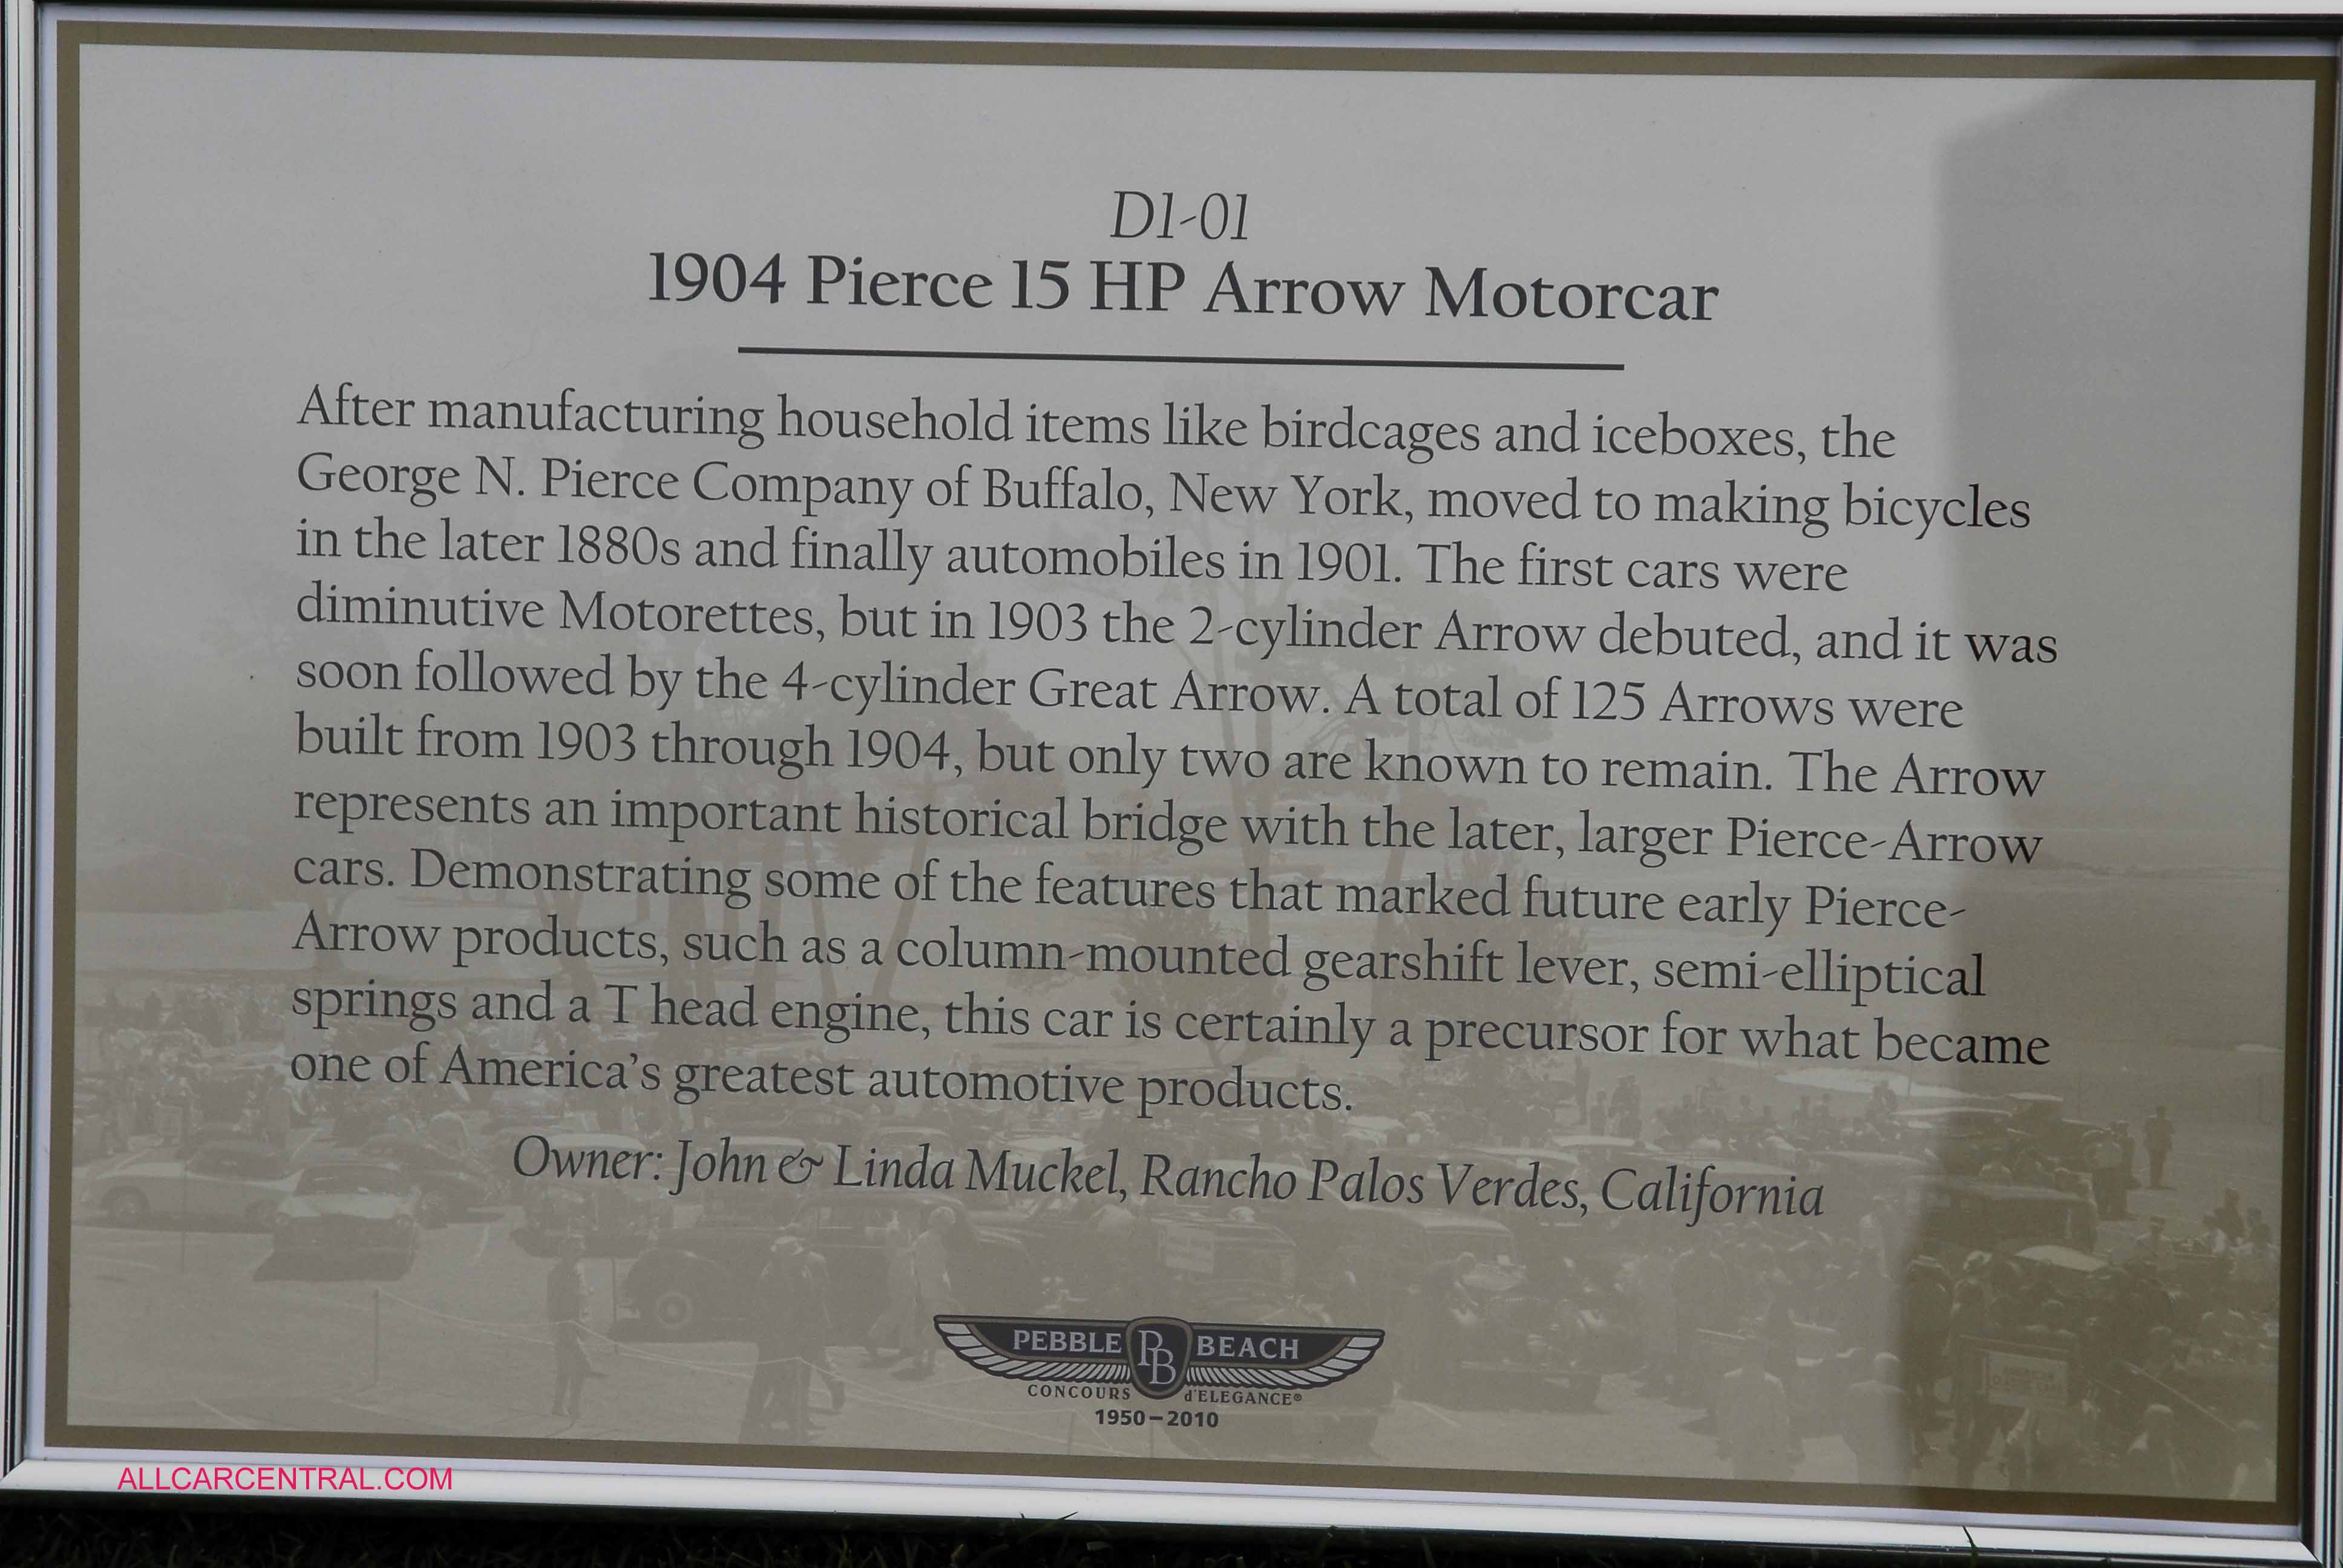 D1-01
1904 Pierce 15 HP Arrow Motorcar
After manufacturing household items like birdcages and iceboxes, the
George N. Pierce Company of Buffalo, New York, moved to making bicycles
in the later 1880s and finally automobiles in 1901. The first cars were
diminutive Motorettes, but in 1903 the 2-cylinder Arrow debuted, and it was
soon followed by the 4-cylinder Great Arrow. A total of 125 Arrows were
built from 1903 through 1904, but only two are known to remain. The Arrow
represents an important historical bridge with the later, larger Pierce-Arrow
cars. Demonstrating some of the features that marked future early Pierce-
Arrow products, such as a column-mounted gearshift lever, semi-elliptical
springs and a T head engine, this car is certainly a precursor for what became
one of America's greatest automotive products.
Owner: John & Linda Muckel, Rancho Palos Verdes, California
PEBBLE PB BEACH
CONCOURS d'ELEGANCE®
1950–2010
ALLCARCENTRAL.COM